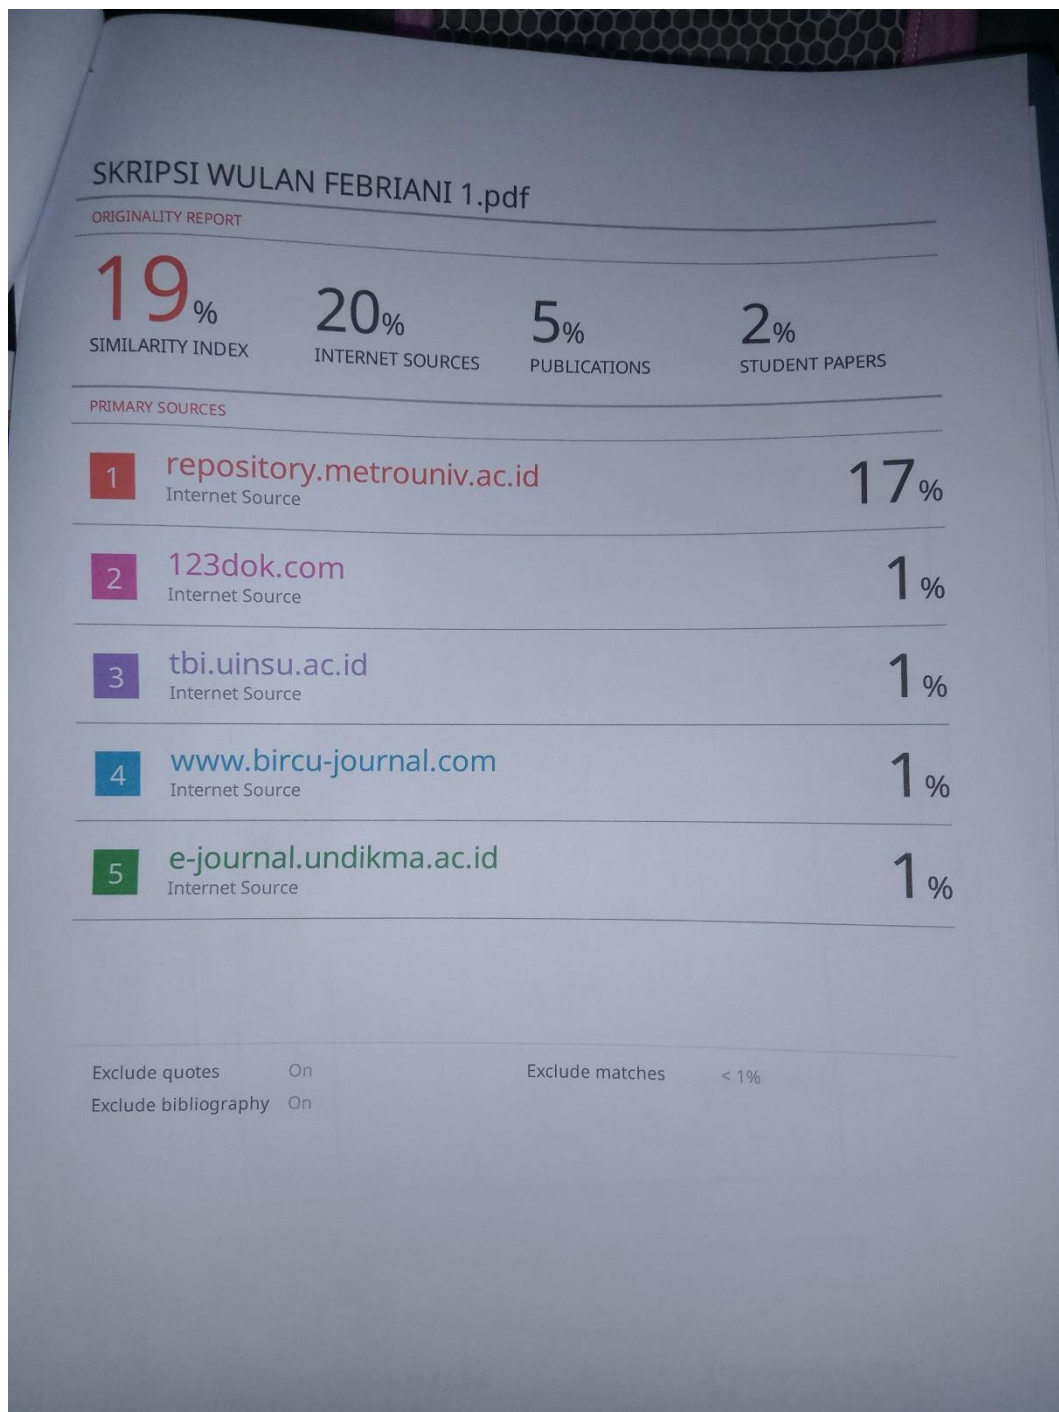 SKRIPSI WULAN FEBRIANI 1.pdf
ORIGINALITY REPORT
19% 20% 5% 2%
SIMILARITY INDEX INTERNET SOURCES PUBLICATIONS STUDENT PAPERS
PRIMARY SOURCES
1 repository.metrouniv.ac.id 17%
Internet Source
2 123dok.com 1%
Internet Source
3 tbi.uinsu.ac.id 1%
Internet Source
4 www.bircu-journal.com 1%
Internet Source
5 e-journal.undikma.ac.id 1%
Internet Source
Exclude quotes On Exclude matches < 1%
Exclude bibliography On